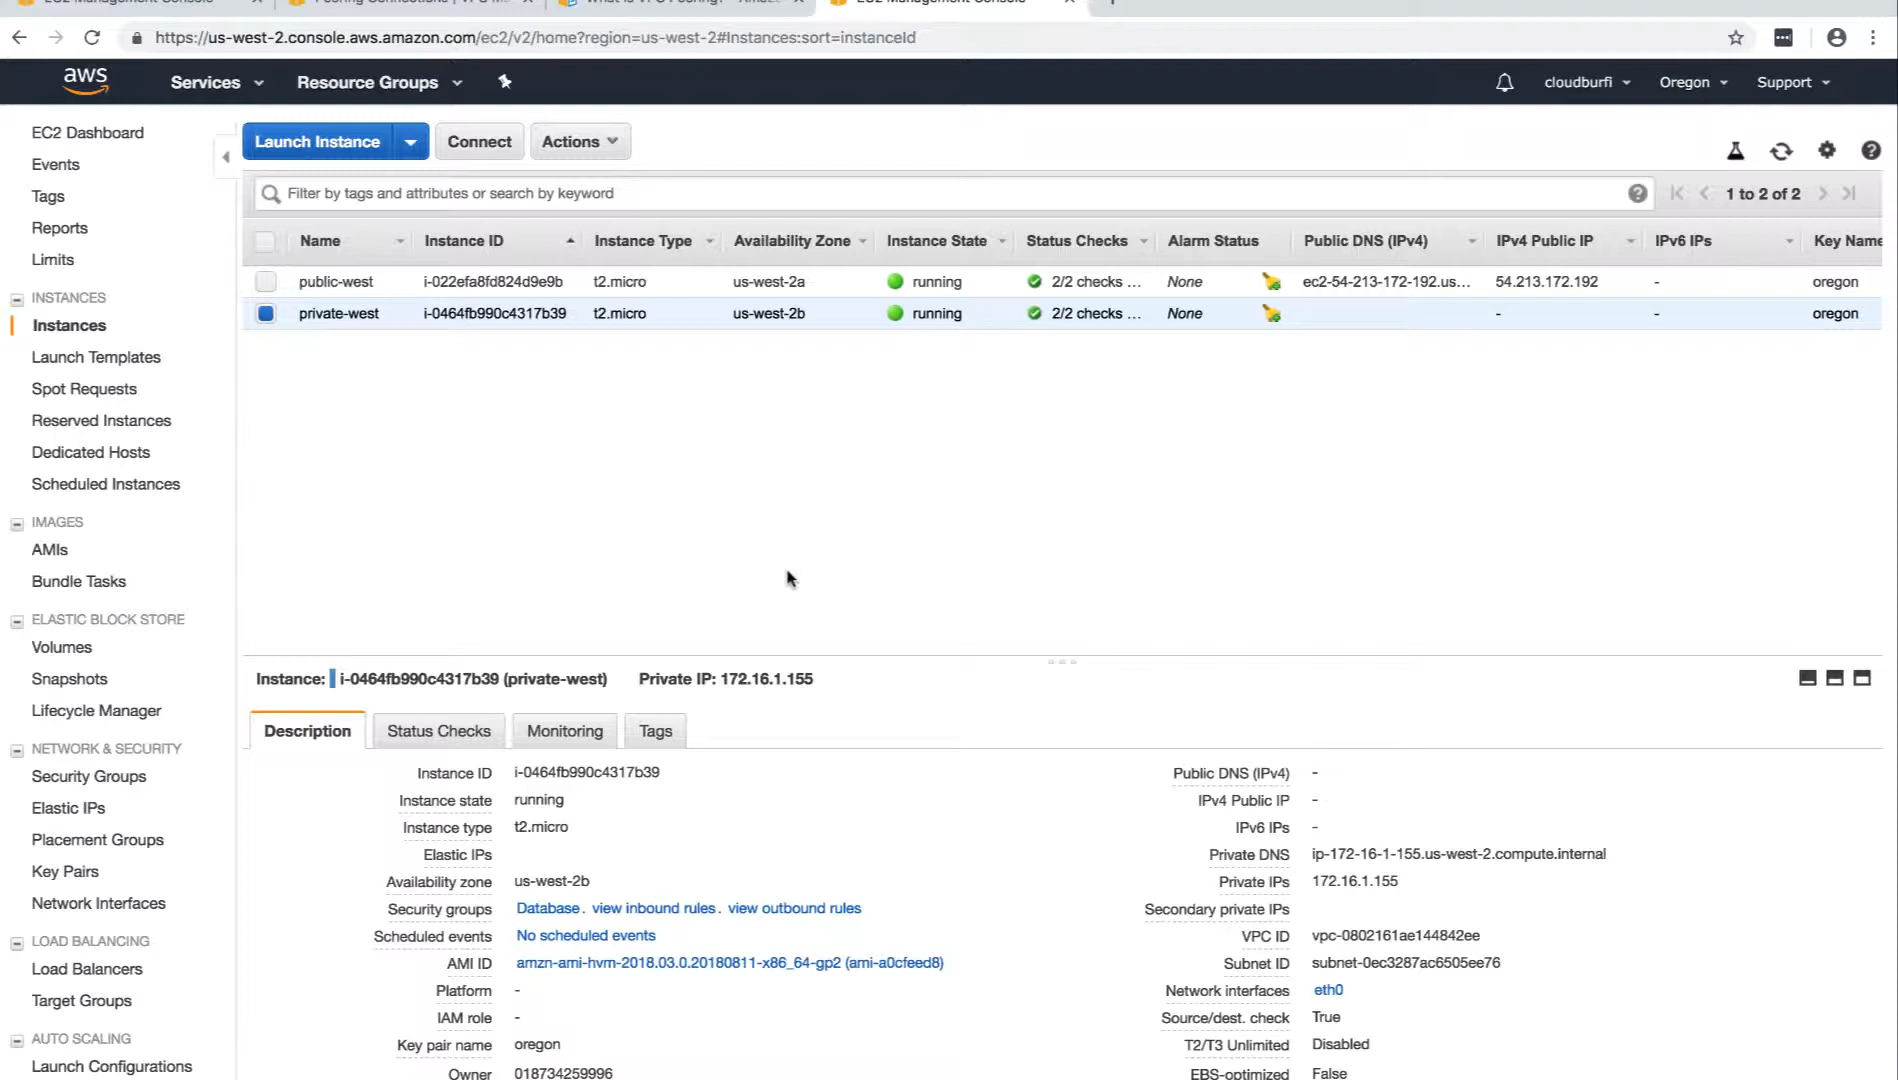 EC2 Management Console
Peering Connections | VPC M
What is VPC Peering? - Amaz
EC2 Management Console
https://us-west-2.console.aws.amazon.com/ec2/v2/home?region=us-west-2#Instances:sort=instanceId
aws
Services
Resource Groups
cloudburfi
Oregon
Support
EC2 Dashboard
Events
Tags
Reports
Limits
INSTANCES
Instances
Launch Templates
Spot Requests
Reserved Instances
Dedicated Hosts
Scheduled Instances
IMAGES
AMIs
Bundle Tasks
ELASTIC BLOCK STORE
Volumes
Snapshots
Lifecycle Manager
NETWORK & SECURITY
Security Groups
Elastic IPs
Placement Groups
Key Pairs
Network Interfaces
LOAD BALANCING
Load Balancers
Target Groups
AUTO SCALING
Launch Configurations
Launch Instance
Connect
Actions
Filter by tags and attributes or search by keyword
1 to 2 of 2
Name Instance ID Instance Type Availability Zone Instance State Status Checks Alarm Status Public DNS (IPv4) IPv4 Public IP IPv6 IPs Key Name
public-west i-022efa8fd824d9e9b t2.micro us-west-2a running 2/2 checks ... None ec2-54-213-172-192.us... 54.213.172.192 - oregon
private-west i-0464fb990c4317b39 t2.micro us-west-2b running 2/2 checks ... None - - oregon
Instance: i-0464fb990c4317b39 (private-west) Private IP: 172.16.1.155
Description
Status Checks
Monitoring
Tags
Instance ID i-0464fb990c4317b39
Instance state running
Instance type t2.micro
Elastic IPs
Availability zone us-west-2b
Security groups Database. view inbound rules. view outbound rules
Scheduled events No scheduled events
AMI ID amzn-ami-hvm-2018.03.0.20180811-x86_64-gp2 (ami-a0cfeed8)
Platform -
IAM role -
Key pair name oregon
Owner 018734259996
Public DNS (IPv4) -
IPv4 Public IP -
IPv6 IPs -
Private DNS ip-172-16-1-155.us-west-2.compute.internal
Private IPs 172.16.1.155
Secondary private IPs
VPC ID vpc-0802161ae144842ee
Subnet ID subnet-0ec3287ac6505ee76
Network interfaces eth0
Source/dest. check True
T2/T3 Unlimited Disabled
EBS-optimized False